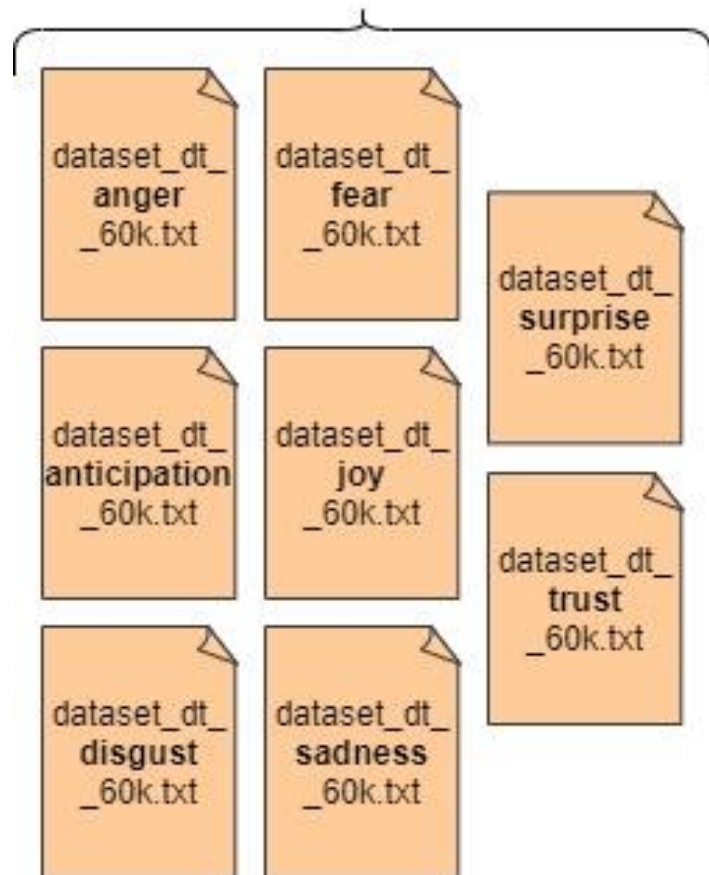 dataset_dt_
anger
_60k.txt
dataset_dt_
anticipation
_60k.txt
dataset_dt_
disgust
_60k.txt
dataset_dt_
fear
_60k.txt
dataset_dt_
joy
_60k.txt
dataset_dt_
sadness
_60k.txt
dataset_dt_
surprise
_60k.txt
dataset_dt_
trust
_60k.txt